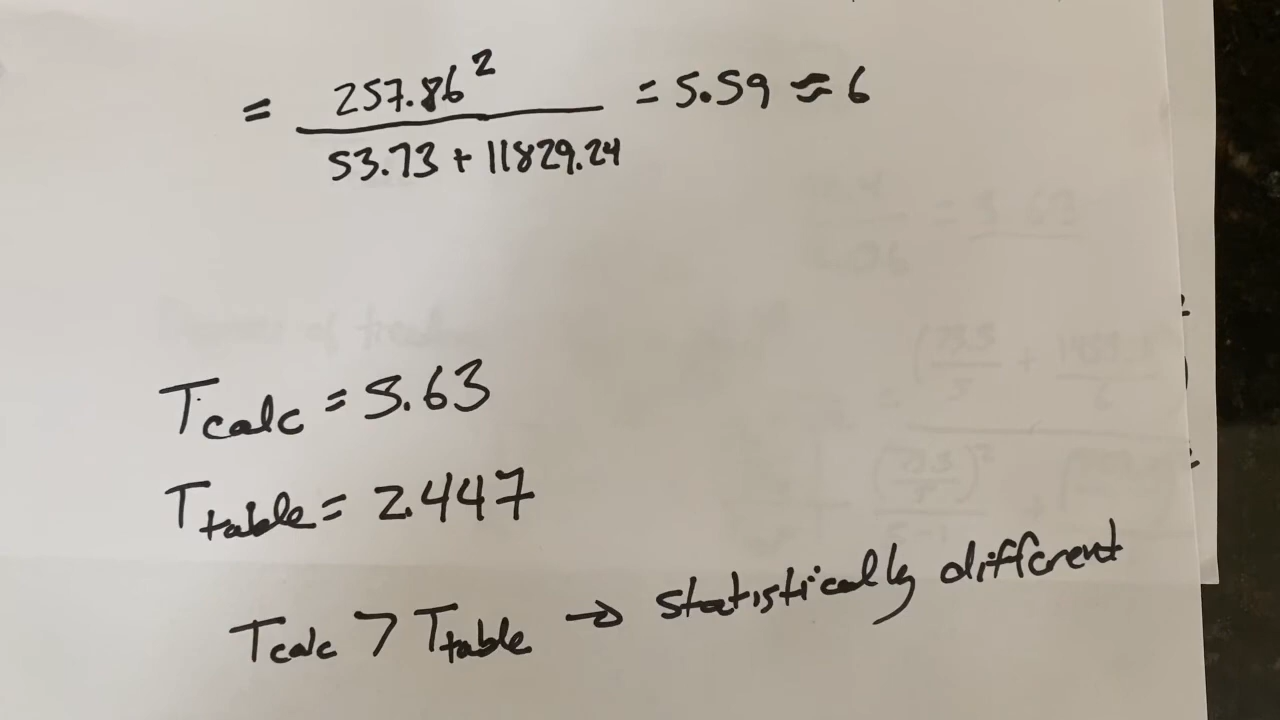 = 257.86² / 53.73 + 11829.24 = 5.59 ≈ 6
Tcalc = 5.63
Ttable = 2.447
Tcalc > Ttable → statistically different